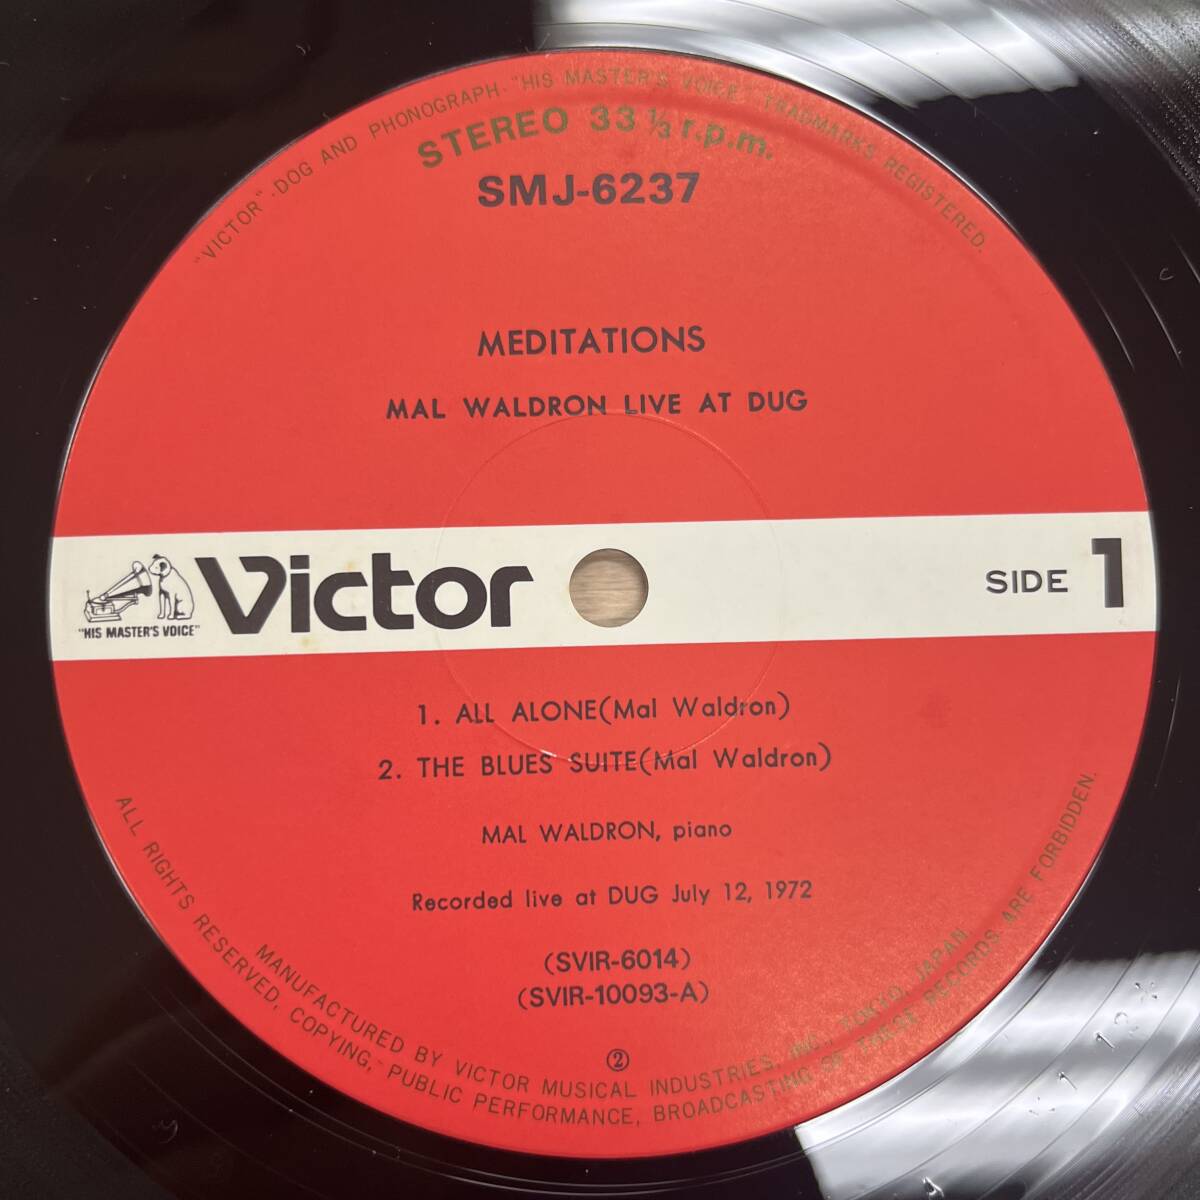 "VICTOR"·DOG AND PHONOGRAPH·"HIS MASTER'S VOICE" TRADMARKS REGISTERED.
STEREO 33 1/3 r.p.m.
SMJ-6237
MEDITATIONS
MAL WALDRON LIVE AT DUG
"HIS MASTER'S VOICE"
Victor
SIDE 1
1. ALL ALONE(Mal Waldron)
2. THE BLUES SUITE(Mal Waldron)
MAL WALDRON, piano
Recorded live at DUG July 12, 1972
(SVIR-6014)
(SVIR-10093-A)
②
MANUFACTURED BY VICTOR MUSICAL INDUSTRIES, INC., TOKYO, JAPAN
ALL RIGHTS RESERVED, COPYING, PUBLIC PERFORMANCE, BROADCASTING OF THESE RECORDS ARE FORBIDDEN.